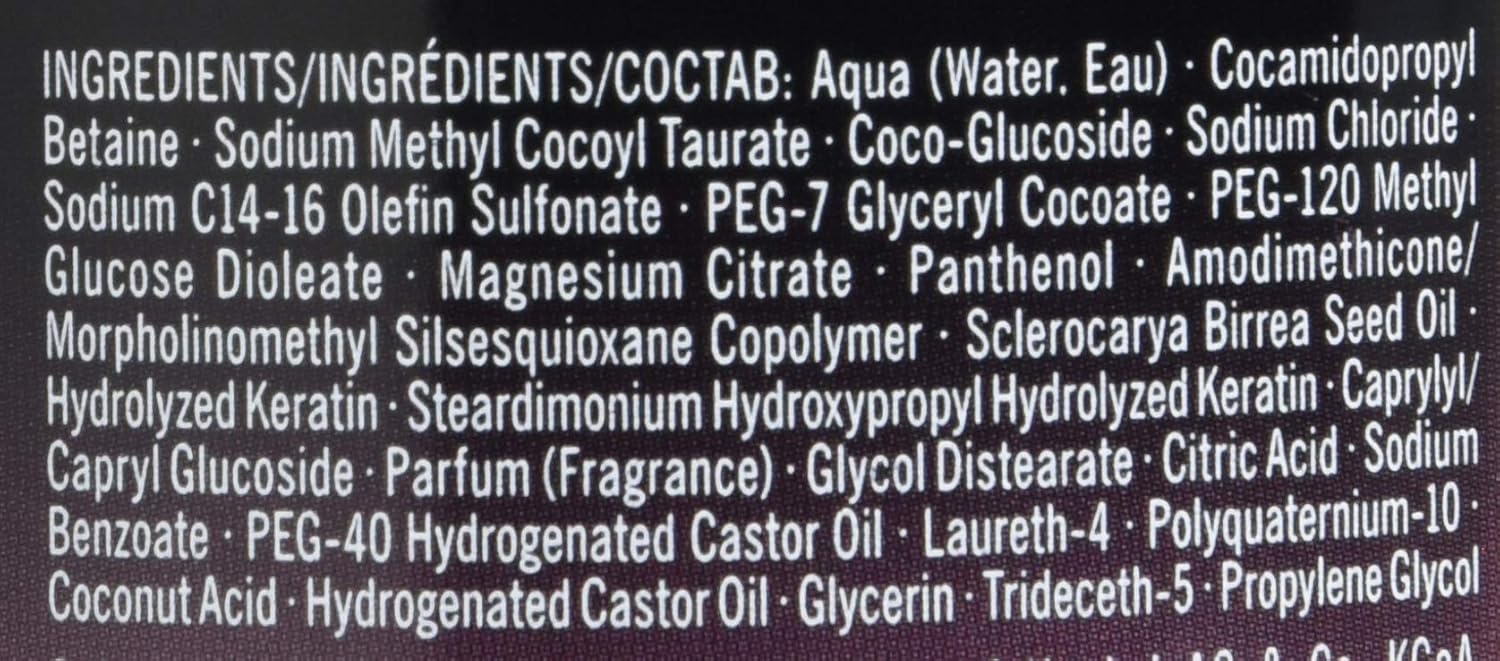 INGREDIENTS/INGRÉDIENTS/СОСТАВ: Aqua (Water. Eau) · Cocamidopropyl
Betaine · Sodium Methyl Cocoyl Taurate · Coco-Glucoside · Sodium Chloride ·
Sodium C14-16 Olefin Sulfonate · PEG-7 Glyceryl Cocoate · PEG-120 Methyl
Glucose Dioleate · Magnesium Citrate · Panthenol · Amodimethicone/
Morpholinomethyl Silsesquioxane Copolymer · Sclerocarya Birrea Seed Oil ·
Hydrolyzed Keratin · Steardimonium Hydroxypropyl Hydrolyzed Keratin · Caprylyl/
Capryl Glucoside · Parfum (Fragrance) · Glycol Distearate · Citric Acid · Sodium
Benzoate · PEG-40 Hydrogenated Castor Oil · Laureth-4 · Polyquaternium-10 ·
Coconut Acid · Hydrogenated Castor Oil · Glycerin · Trideceth-5 · Propylene Glycol